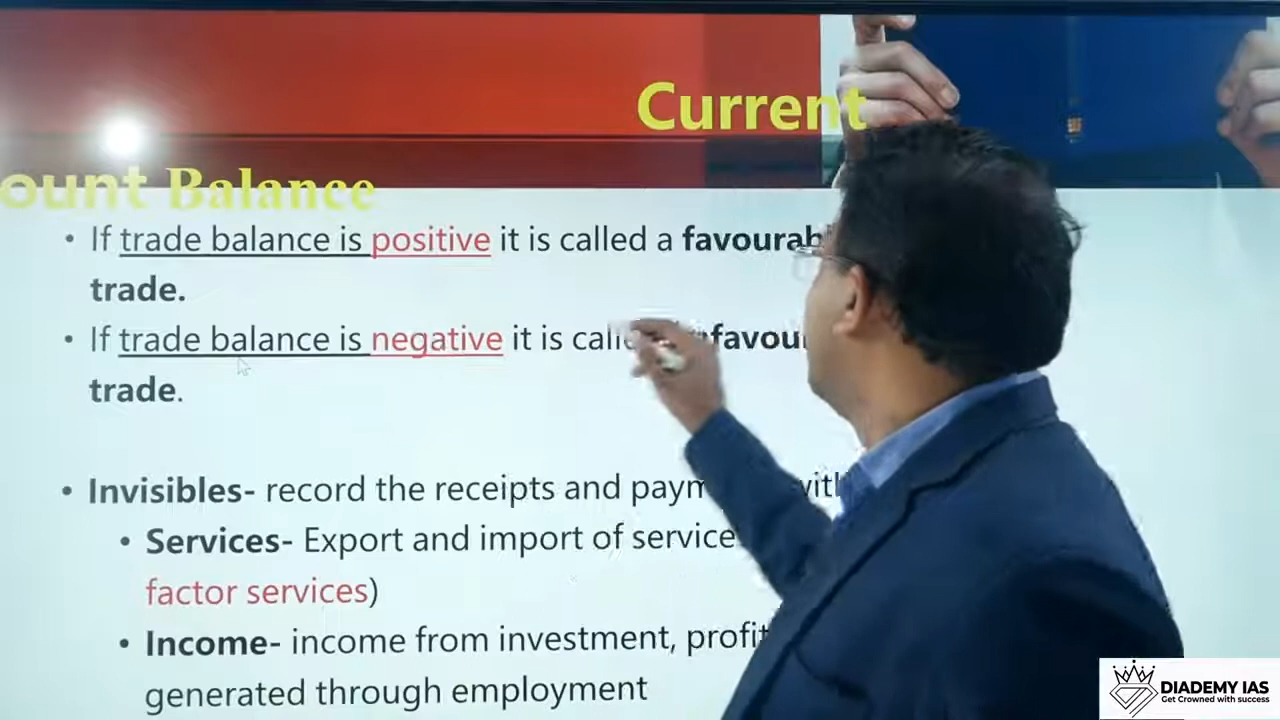 Current
ount Balance
• If trade balance is positive it is called a favourab
trade.
• If trade balance is negative it is calle favou
trade.
• Invisibles- record the receipts and paym with
• Services- Export and import of service
factor services)
• Income- income from investment, profit
generated through employment
DIADEMY IAS
Get Crowned with success